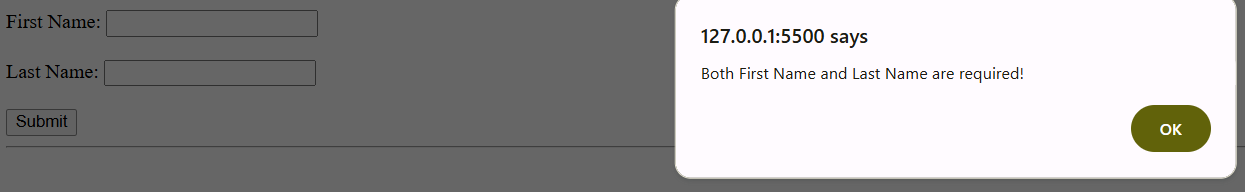 First Name:
Last Name:
Submit
127.0.0.1:5500 says
Both First Name and Last Name are required!
OK